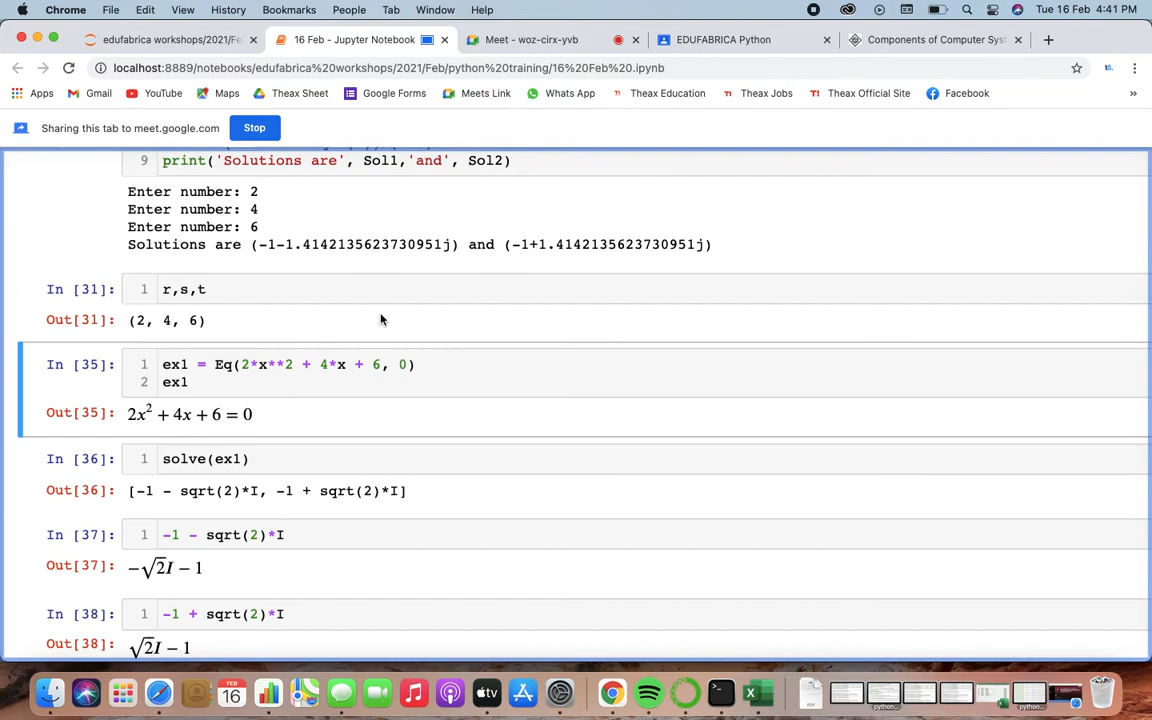 Chrome File Edit View History Bookmarks People Tab Window Help Tue 16 Feb 4:41 PM
edufabrica workshops/2021/Fe 16 Feb - Jupyter Notebook Meet - woz-cirx-yvb EDUFABRICA Python Components of Computer Sys
localhost:8889/notebooks/edufabrica%20workshops/2021/Feb/python%20training/16%20Feb%20.ipynb
Apps Gmail YouTube Maps Theax Sheet Google Forms Meets Link Whats App Theax Education Theax Jobs Theax Official Site Facebook »
Sharing this tab to meet.google.com Stop
9 print('Solutions are', Sol1,'and', Sol2)
Enter number: 2
Enter number: 4
Enter number: 6
Solutions are (-1-1.4142135623730951j) and (-1+1.4142135623730951j)
In [31]: 1 r,s,t
Out[31]: (2, 4, 6)
In [35]: 1 ex1 = Eq(2*x**2 + 4*x + 6, 0)
2 ex1
Out[35]: 2x² + 4x + 6 = 0
In [36]: 1 solve(ex1)
Out[36]: [-1 - sqrt(2)*I, -1 + sqrt(2)*I]
In [37]: 1 -1 - sqrt(2)*I
Out[37]: −√2I − 1
In [38]: 1 -1 + sqrt(2)*I
Out[38]: √2I − 1
FEB
16